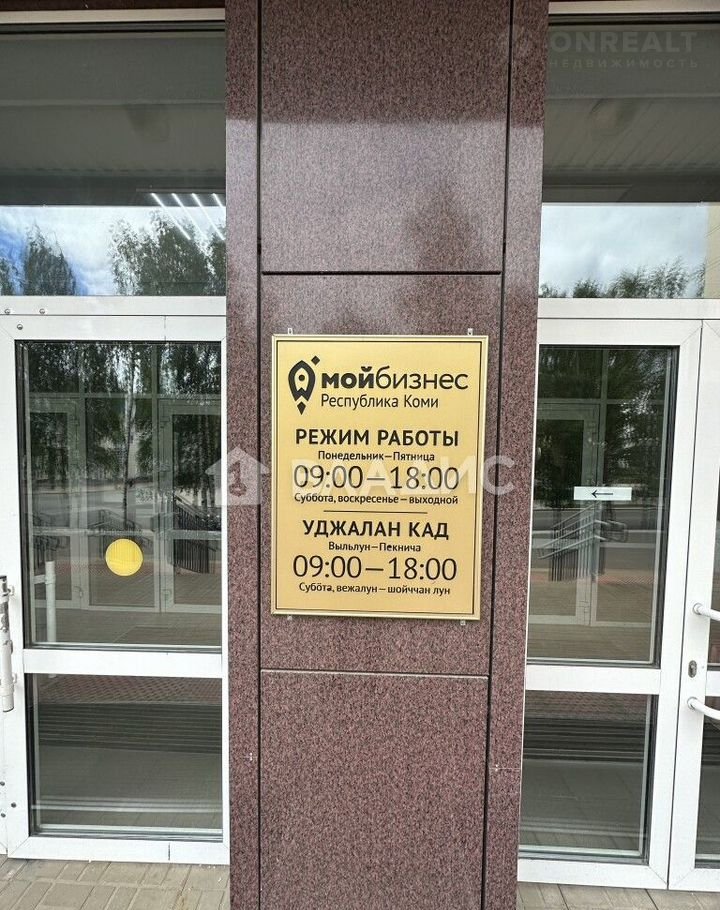 ONREALT
НЕДВИЖИМОСТЬ
МОЙБИЗНЕС
Республика Коми
РЕЖИМ РАБОТЫ
Понедельник—Пятница
09:00—18:00
Суббота, воскресенье—выходной
УДЖАЛАН КАД
Выльлун—Пекнича
09:00—18:00
Субӧта, вежалун—шойччан лун